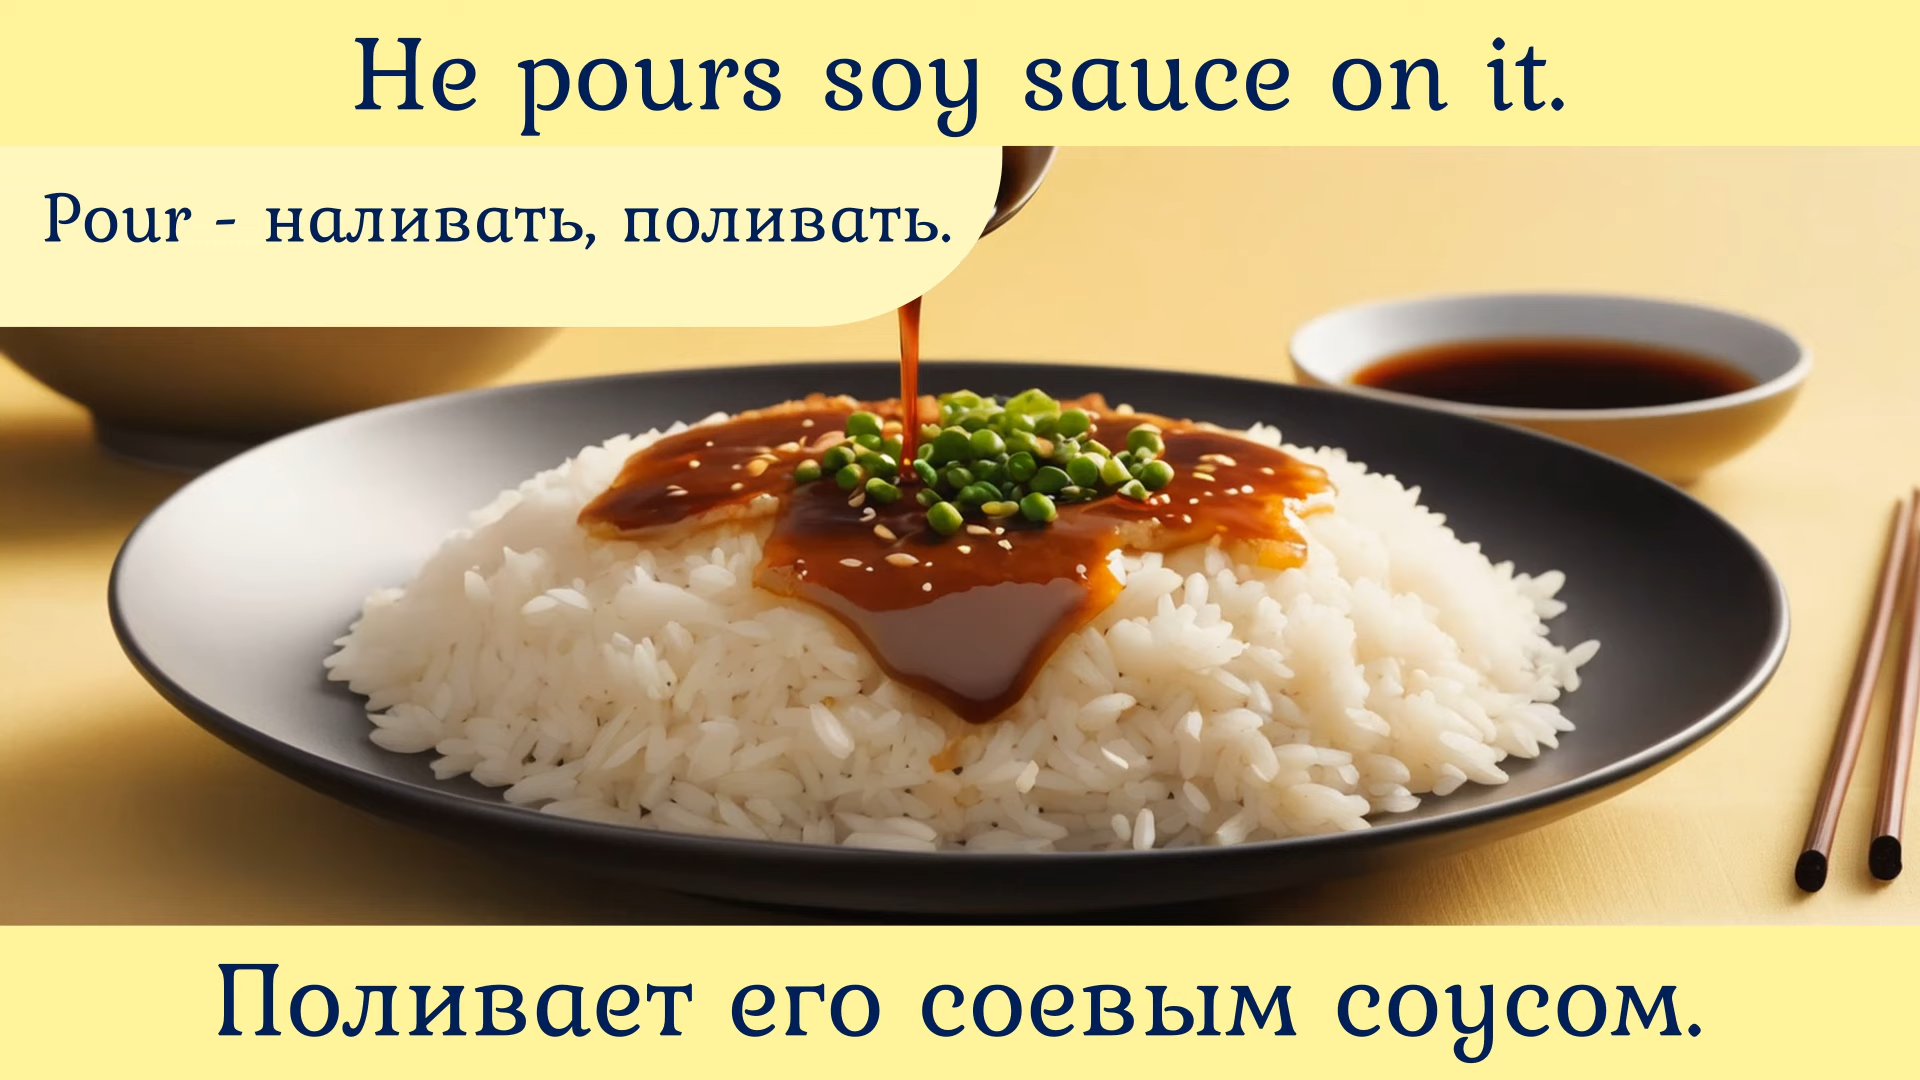 He pours soy sauce on it.
Pour - наливать, поливать.
Поливает его соевым соусом.